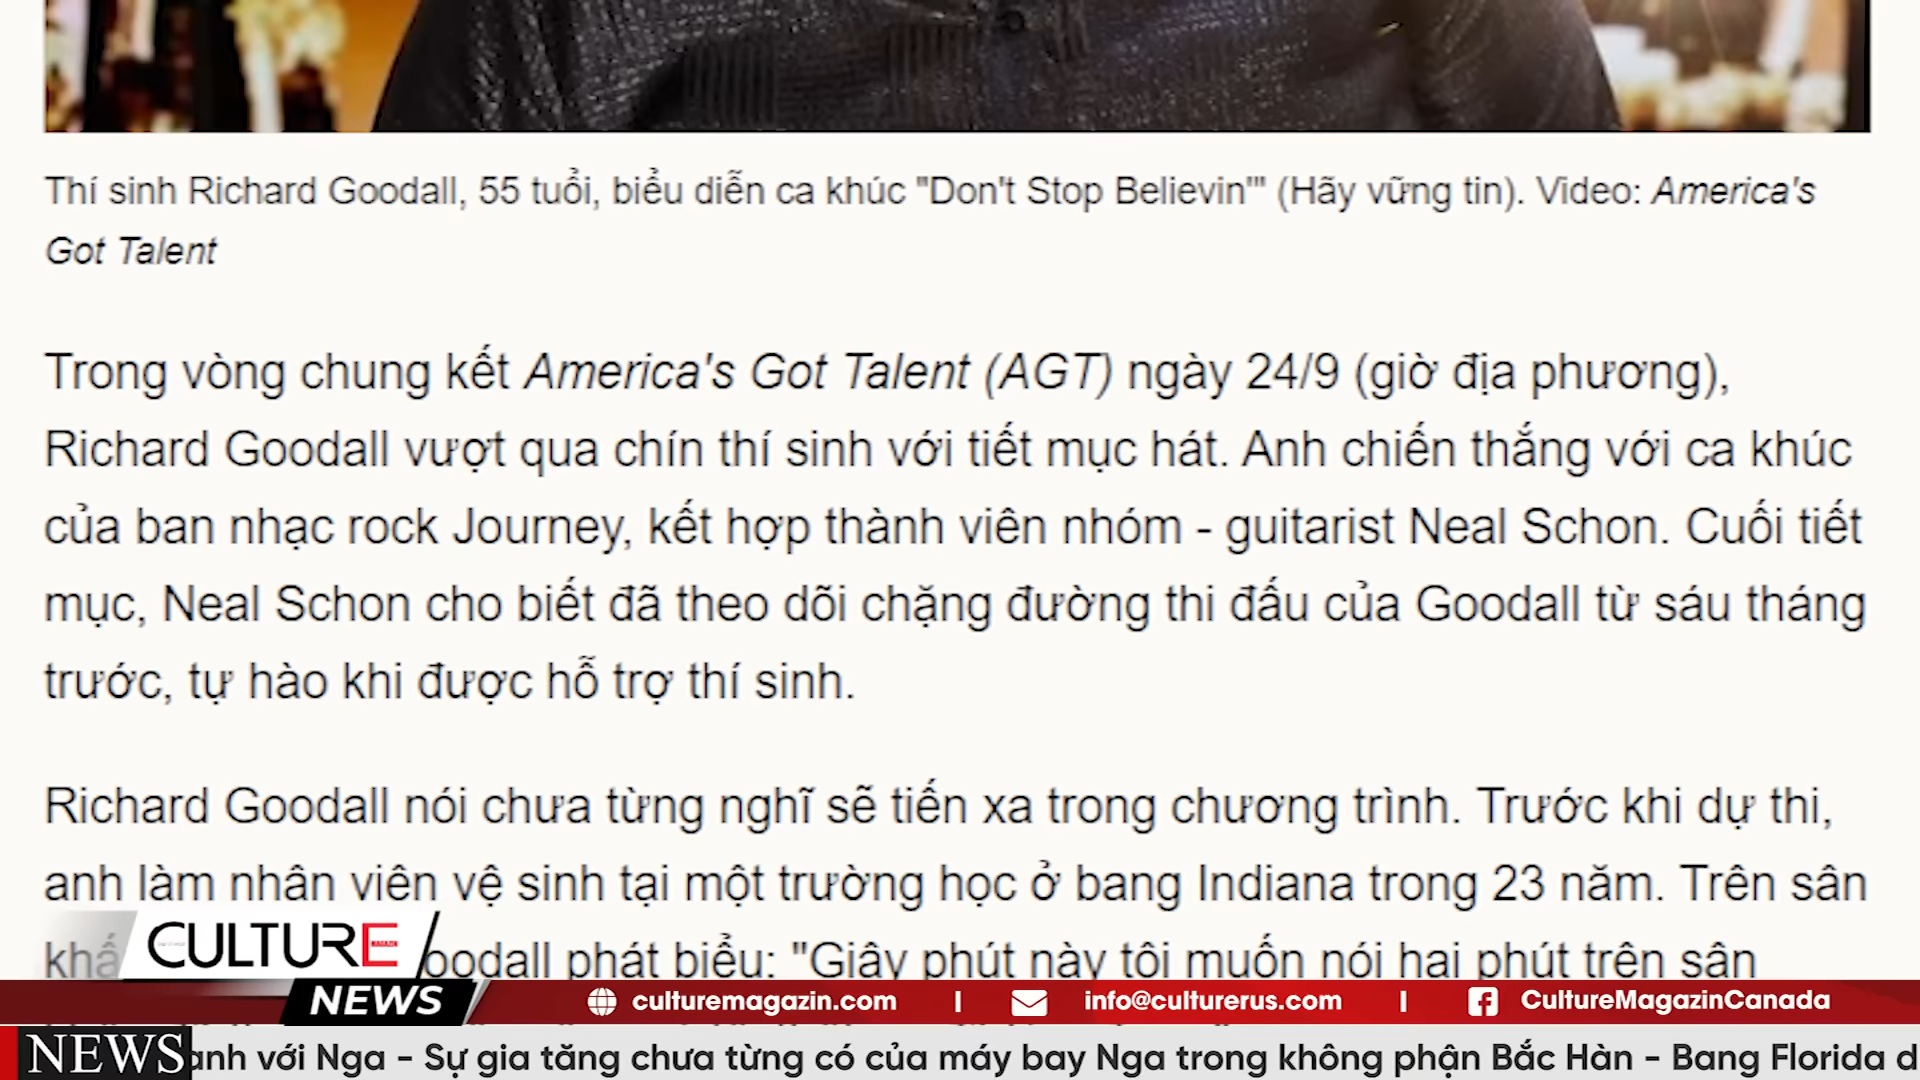 Thí sinh Richard Goodall, 55 tuổi, biểu diễn ca khúc "Don't Stop Believin'" (Hãy vững tin). Video: America's
Got Talent
Trong vòng chung kết America's Got Talent (AGT) ngày 24/9 (giờ địa phương),
Richard Goodall vượt qua chín thí sinh với tiết mục hát. Anh chiến thắng với ca khúc
của ban nhạc rock Journey, kết hợp thành viên nhóm - guitarist Neal Schon. Cuối tiết
mục, Neal Schon cho biết đã theo dõi chặng đường thi đấu của Goodall từ sáu tháng
trước, tự hào khi được hỗ trợ thí sinh.
Richard Goodall nói chưa từng nghĩ sẽ tiến xa trong chương trình. Trước khi dự thi,
anh làm nhân viên vệ sinh tại một trường học ở bang Indiana trong 23 năm. Trên sân
khấ oodall phát biểu: "Giây phút này tôi muốn nói hai phút trên sân
CULTURE
NEWS culturemagazin.com | info@culturerus.com | CultureMagazinCanada
NEWS anh với Nga - Sự gia tăng chưa từng có của máy bay Nga trong không phận Bắc Hàn - Bang Florida d